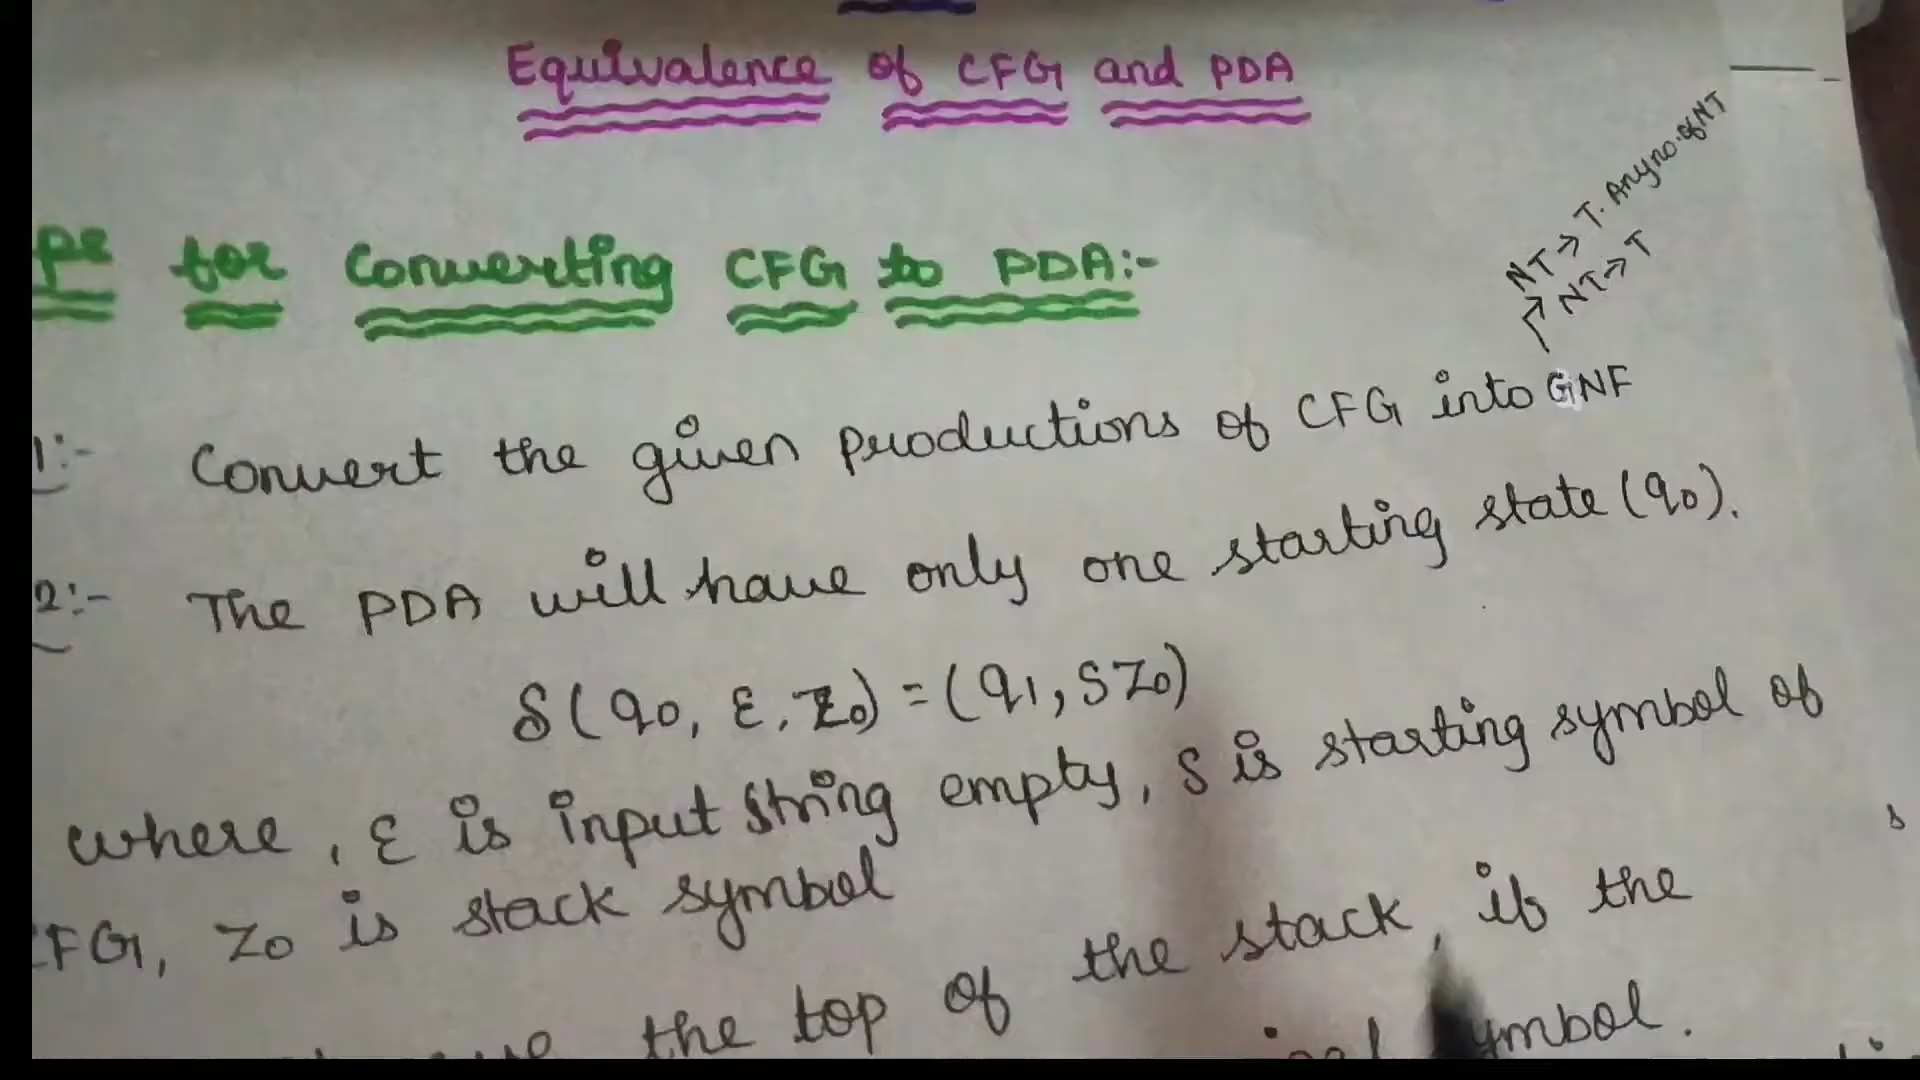 Equivalence of CFG and PDA
NT → T. Any no. of NT
NT → T
for Converting CFG to PDA:-
1:- Convert the given productions of CFG into GNF
2:- The PDA will have only one starting state (q0).
δ(q0, ε, Z0) = (q1, SZ0)
where, ε is input string empty, S is starting symbol of
CFG, Z0 is stack symbol
the top of the stack, if the
symbol.